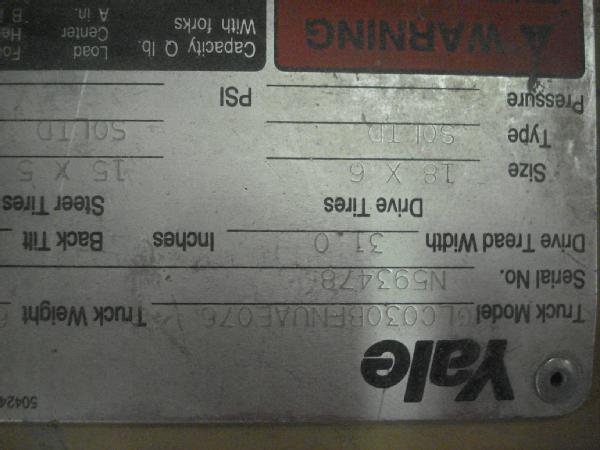 50424
Yale
Truck Model GLC030BFNUAE076 Truck Weight
Serial No. N593478
Drive Tread Width 31.0 Inches Back Tilt
Drive Tires Steer Tires
Size 18 X 6 15 X 5
Type SOLID SOLID
Pressure PSI
WARNING Capacity Q lb. Load
With forks Center
A in.
B i